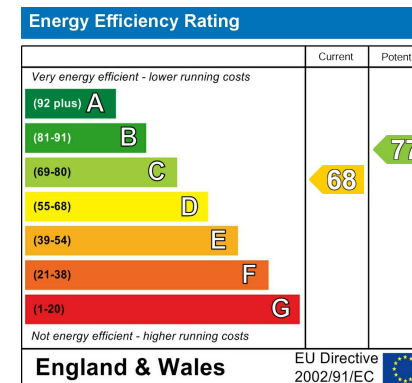 Energy Efficiency Rating
Current Potent
Very energy efficient - lower running costs
(92 plus) A
(81-91) B
77
(69-80) C
68
(55-68) D
(39-54) E
(21-38) F
(1-20) G
Not energy efficient - higher running costs
England & Wales
EU Directive
2002/91/EC